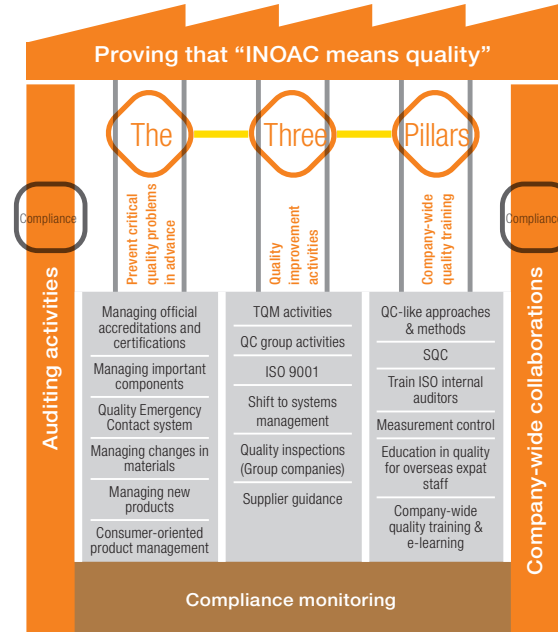 Proving that “INOAC means quality”
The
Three
Pillars
Compliance
Compliance
Auditing activities
Prevent critical
quality problems
in advance
Quality
improvement
activities
Company-wide
quality training
Company-wide collaborations
Managing official
accreditations and
certifications
Managing important
components
Quality Emergency
Contact system
Managing changes in
materials
Managing new
products
Consumer-oriented
product management
TQM activities
QC group activities
ISO 9001
Shift to systems
management
Quality inspections
(Group companies)
Supplier guidance
QC-like approaches
& methods
SQC
Train ISO internal
auditors
Measurement control
Education in quality
for overseas expat
staff
Company-wide
quality training &
e-learning
Compliance monitoring